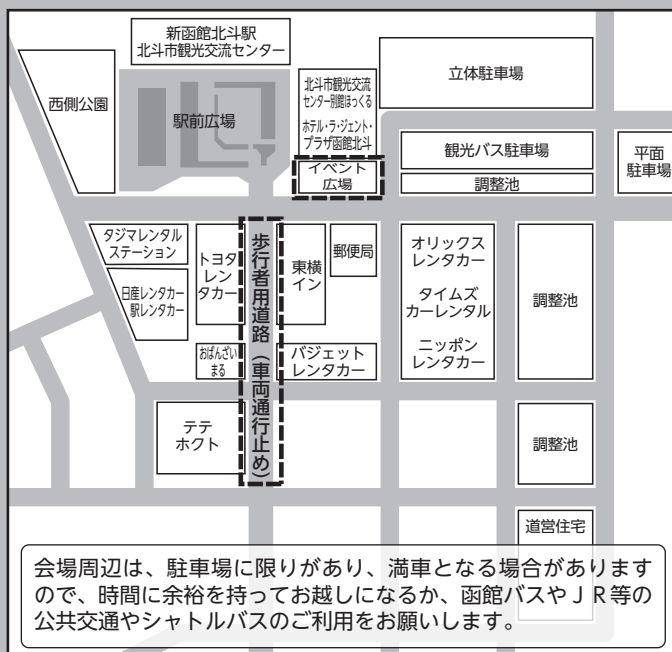 新函館北斗駅
北斗市観光交流センター
西側公園
駅前広場
北斗市観光交流
センター別館ほっくる
ホテル・ラ・ジェント・
プラザ函館北斗
イベント
広場
立体駐車場
観光バス駐車場
調整池
平面
駐車場
タジマレンタル
ステーション
日産レンタカー
駅レンタカー
トヨタ
レン
タカー
歩行者用道路（車両通行止め）
東横
イン
郵便局
オリックス
レンタカー
タイムズ
カーレンタル
ニッポン
レンタカー
調整池
おばんざい
まる
バジェット
レンタカー
テテ
ホクト
調整池
道営住宅
会場周辺は、駐車場に限りがあり、満車となる場合があります
ので、時間に余裕を持ってお越しになるか、函館バスやＪＲ等の
公共交通やシャトルバスのご利用をお願いします。